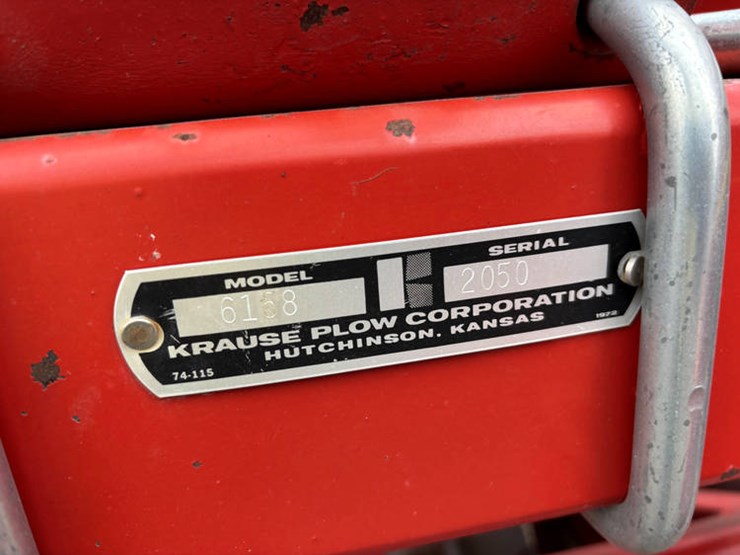 MODEL
6158
SERIAL
2050
KRAUSE PLOW CORPORATION
HUTCHINSON, KANSAS
74-115
1972